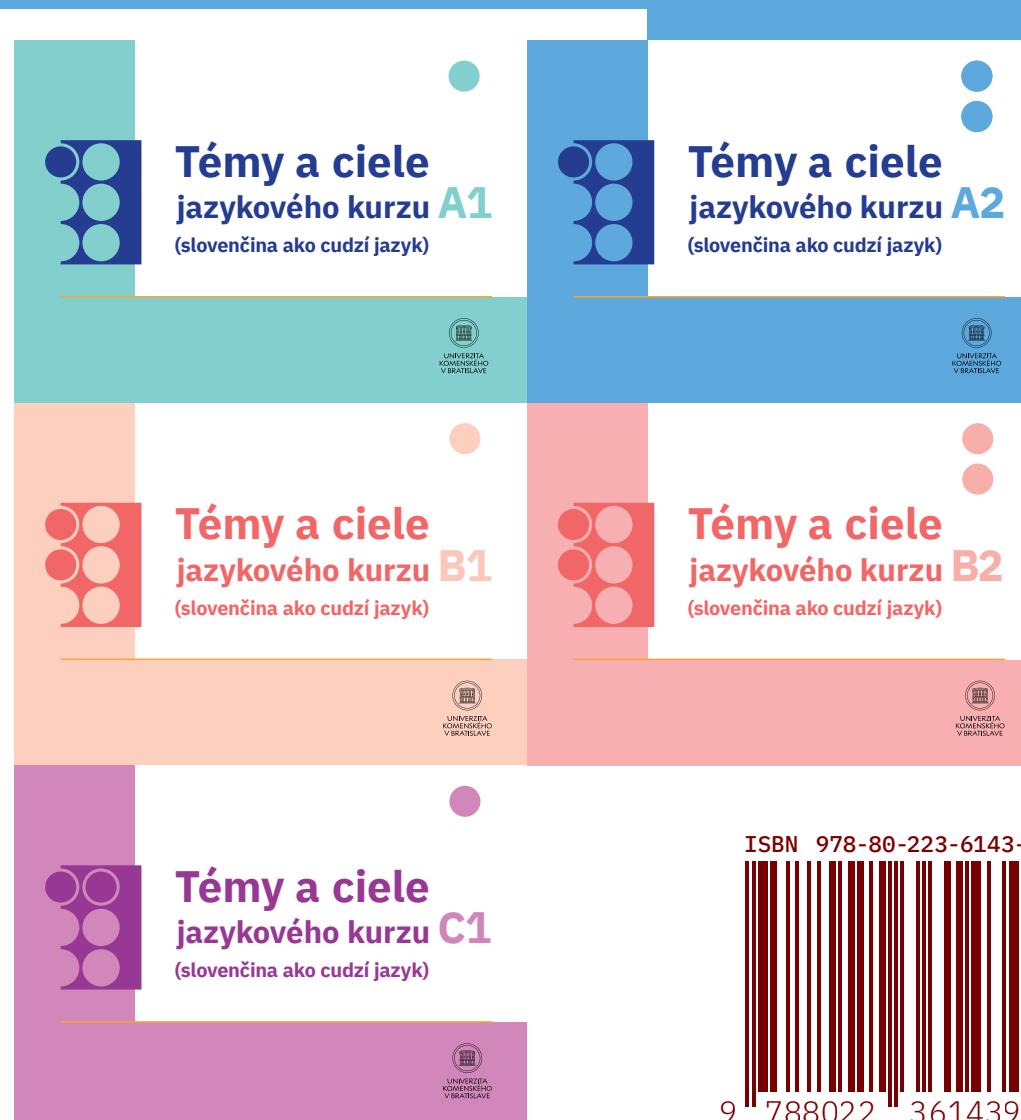 Témy a ciele
jazykového kurzu A1
(slovenčina ako cudzí jazyk)
UNIVERZITA
KOMENSKÉHO
V BRATISLAVE
Témy a ciele
jazykového kurzu A2
(slovenčina ako cudzí jazyk)
UNIVERZITA
KOMENSKÉHO
V BRATISLAVE
Témy a ciele
jazykového kurzu B1
(slovenčina ako cudzí jazyk)
UNIVERZITA
KOMENSKÉHO
V BRATISLAVE
Témy a ciele
jazykového kurzu B2
(slovenčina ako cudzí jazyk)
UNIVERZITA
KOMENSKÉHO
V BRATISLAVE
Témy a ciele
jazykového kurzu C1
(slovenčina ako cudzí jazyk)
UNIVERZITA
KOMENSKÉHO
V BRATISLAVE
ISBN 978-80-223-6143-
9 788022 361439